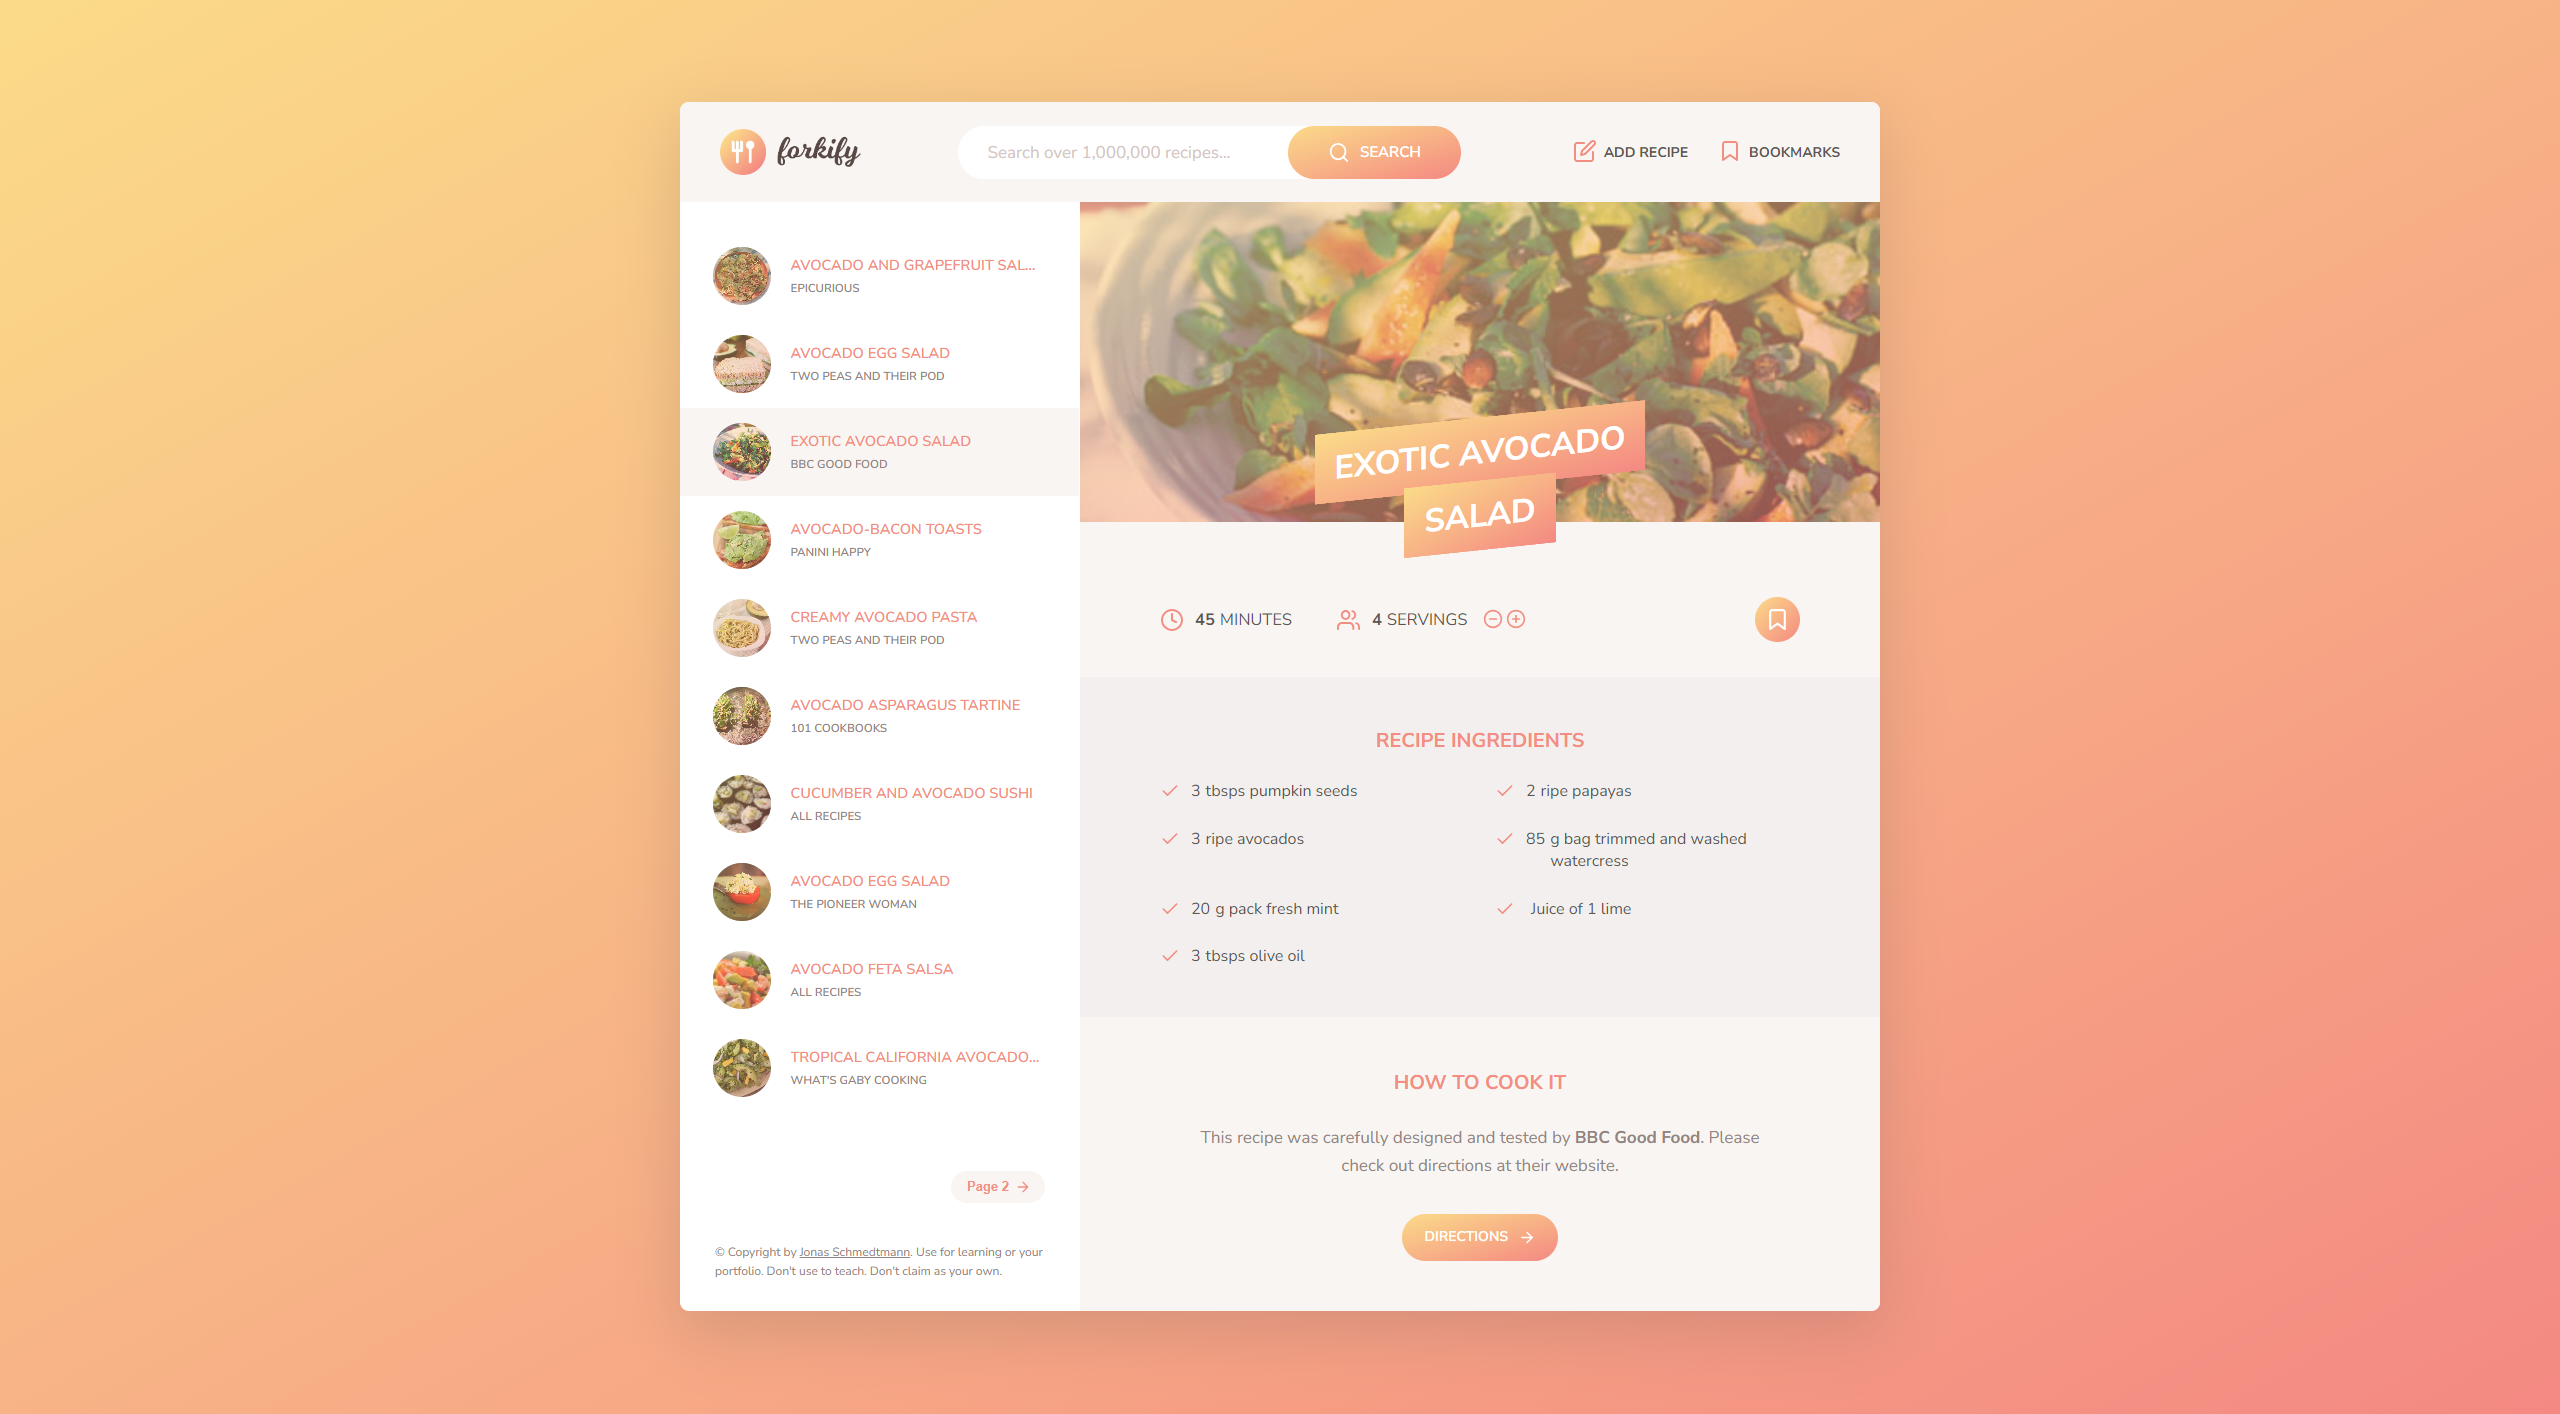 forkify
Search over 1,000,000 recipes...
SEARCH
ADD RECIPE
BOOKMARKS
AVOCADO AND GRAPEFRUIT SAL...
EPICURIOUS
AVOCADO EGG SALAD
TWO PEAS AND THEIR POD
EXOTIC AVOCADO SALAD
BBC GOOD FOOD
AVOCADO-BACON TOASTS
PANINI HAPPY
CREAMY AVOCADO PASTA
TWO PEAS AND THEIR POD
AVOCADO ASPARAGUS TARTINE
101 COOKBOOKS
CUCUMBER AND AVOCADO SUSHI
ALL RECIPES
AVOCADO EGG SALAD
THE PIONEER WOMAN
AVOCADO FETA SALSA
ALL RECIPES
TROPICAL CALIFORNIA AVOCADO...
WHAT'S GABY COOKING
Page 2
© Copyright by Jonas Schmedtmann. Use for learning or your
portfolio. Don't use to teach. Don't claim as your own.
EXOTIC AVOCADO
SALAD
45 MINUTES
4 SERVINGS
RECIPE INGREDIENTS
3 tbsps pumpkin seeds
2 ripe papayas
3 ripe avocados
85 g bag trimmed and washed
watercress
20 g pack fresh mint
Juice of 1 lime
3 tbsps olive oil
HOW TO COOK IT
This recipe was carefully designed and tested by BBC Good Food. Please
check out directions at their website.
DIRECTIONS